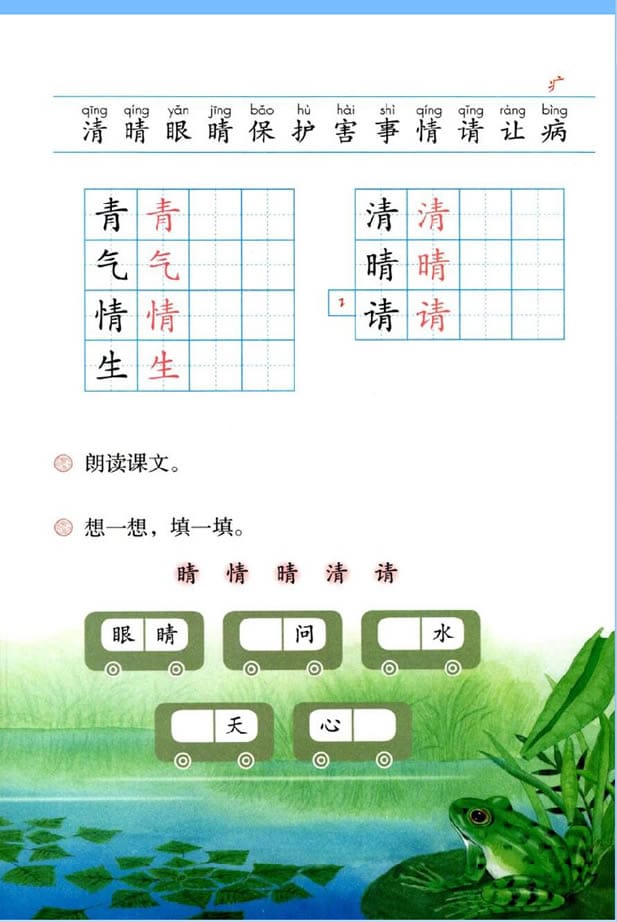 疒
qīng qíng yǎn jīng bǎo hù hài shì qíng qǐng ràng bìng
清 晴 眼 睛 保 护 害 事 情 请 让 病
青 青
气 气
情 情
生 生
清 清
晴 晴
讠 请 请
朗读课文。
想一想，填一填。
睛 情 晴 清 请
眼 睛 问 水
天 心